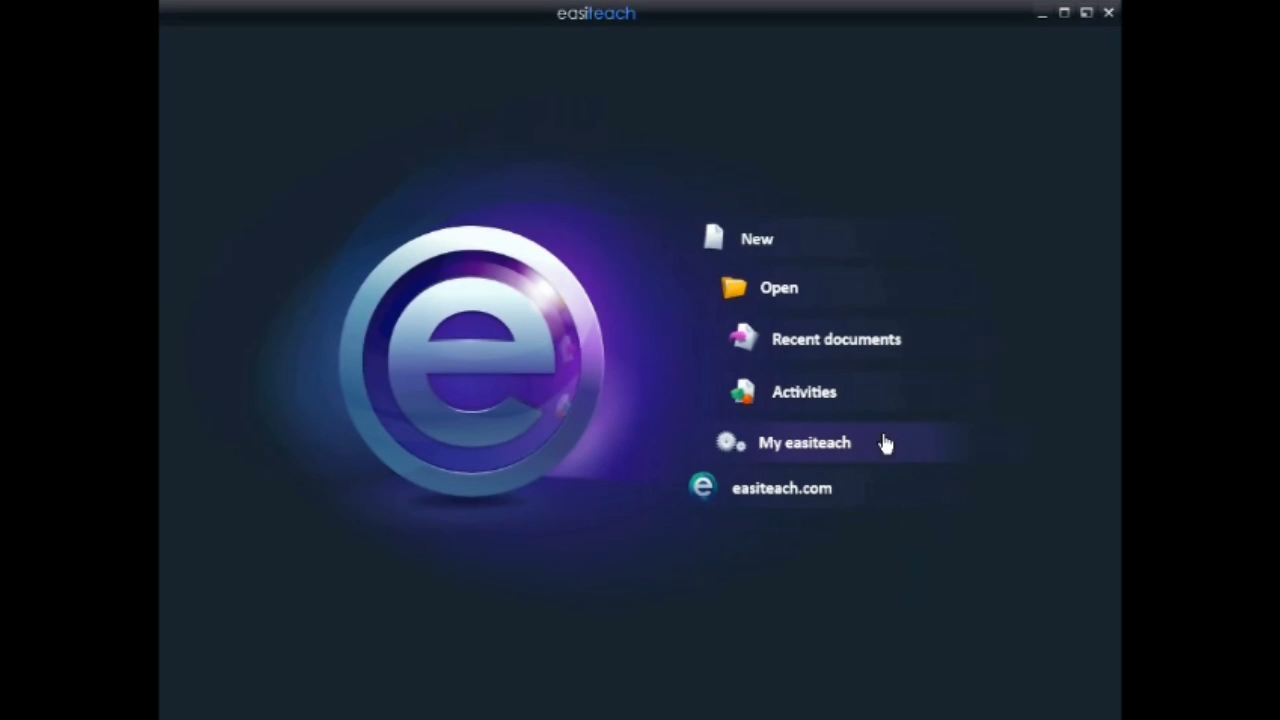 easiteach
e
New
Open
Recent documents
Activities
My easiteach
e easiteach.com